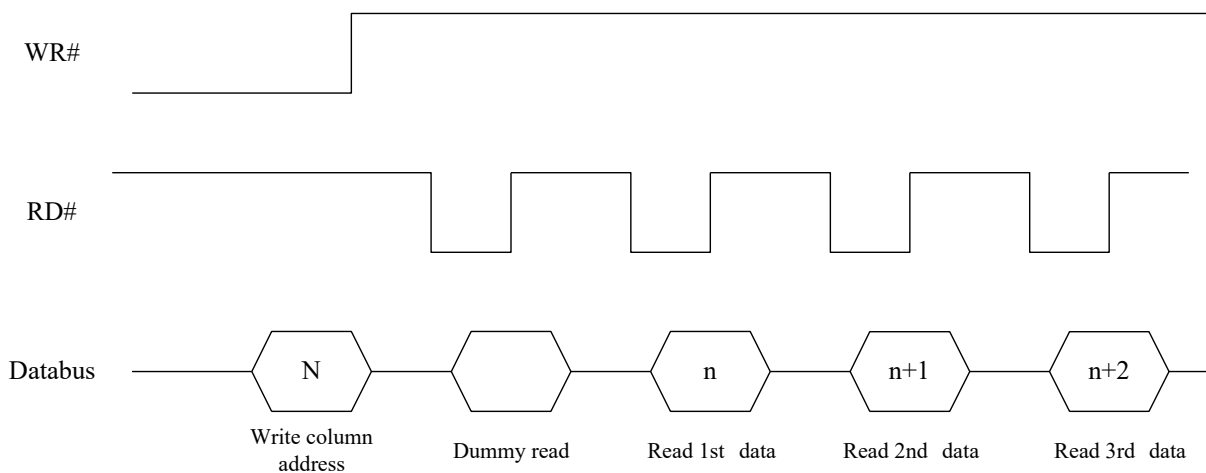 WR#
RD#
Databus
N
n
n+1
n+2
Write column
address
Dummy read
Read 1st data
Read 2nd data
Read 3rd data